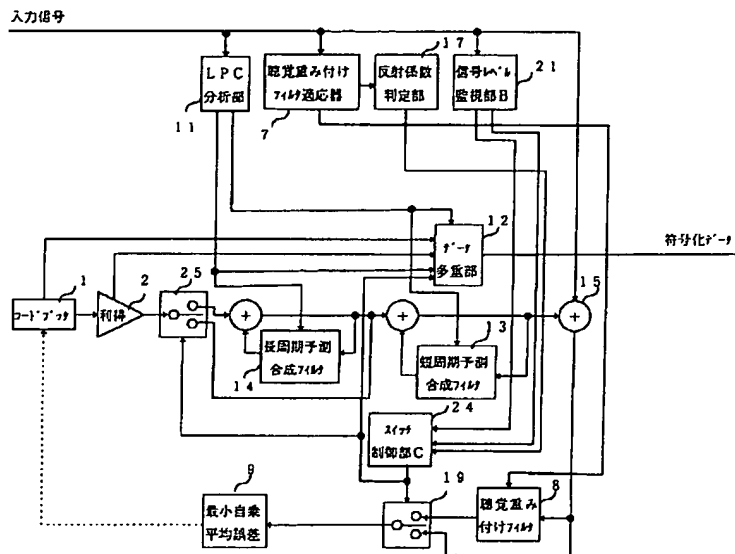 入力信号
LPC
分析部
11
聴覚重み付け
フィルタ適応器
7
反射係数
判定部
17
信号レベル
監視部B
21
データ
多重部
12
符号化データ
コードブック
1
利得
2
25
長周期予測
合成フィルタ
14
短周期予測
合成フィルタ
13
15
スイッチ
制御部C
24
最小自乗
平均誤差
9
19
聴覚重み
付けフィルタ
8